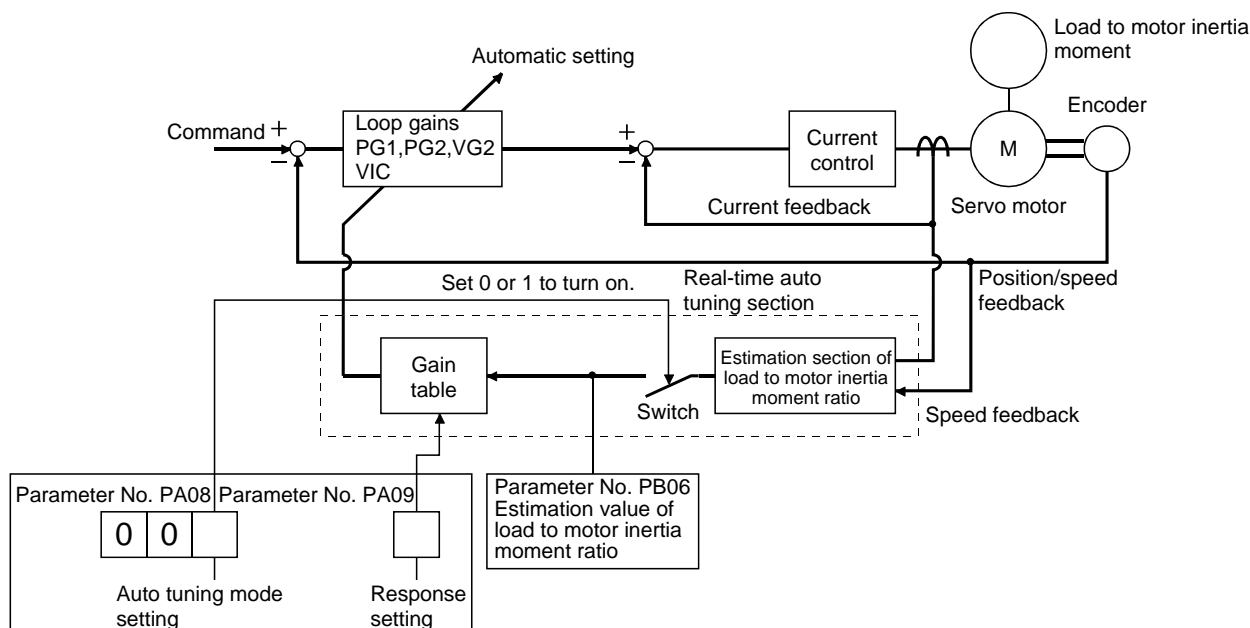 Load to motor inertia
moment
Automatic setting
Encoder
Command
+
−
Loop gains
PG1,PG2,VG2
VIC
+
−
Current
control
M
Current feedback
Servo motor
Set 0 or 1 to turn on.
Real-time auto
tuning section
Position/speed
feedback
Gain
table
Estimation section of
load to motor inertia
moment ratio
Switch
Speed feedback
Parameter No. PA08
Parameter No. PA09
0 0
Auto tuning mode
setting
Response
setting
Parameter No. PB06
Estimation value of
load to motor inertia
moment ratio